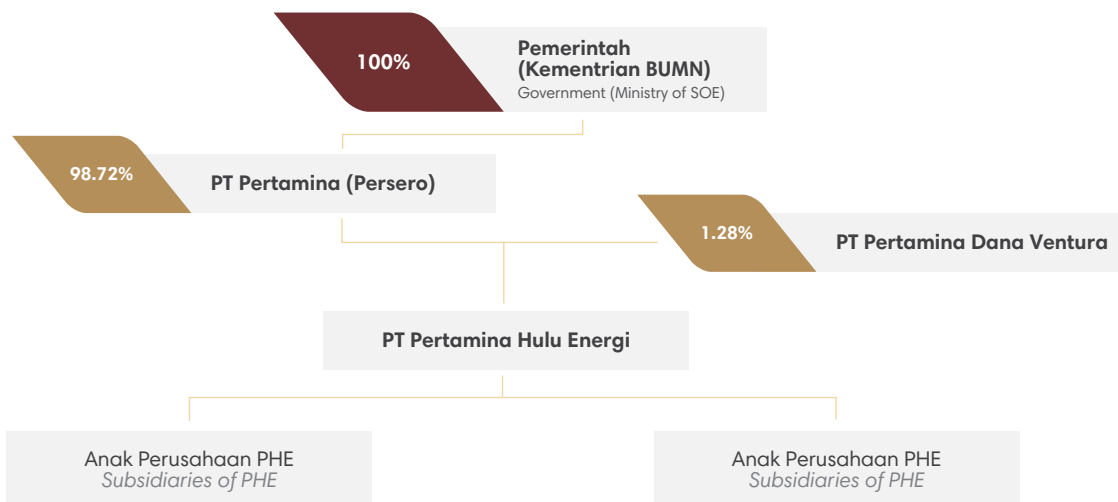 100%
Pemerintah
(Kementrian BUMN)
Government (Ministry of SOE)
98.72%
PT Pertamina (Persero)
1.28%
PT Pertamina Dana Ventura
PT Pertamina Hulu Energi
Anak Perusahaan PHE
Subsidiaries of PHE
Anak Perusahaan PHE
Subsidiaries of PHE